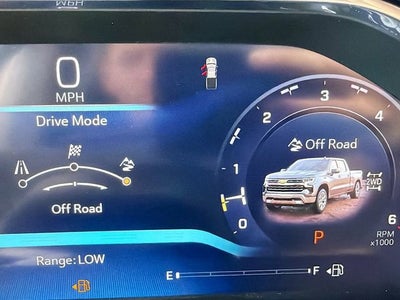 0
MPH
Drive Mode
Off Road
Range: LOW
E F
1
2
3
4
6
0
Off Road
2WD
P
RPM
x1000